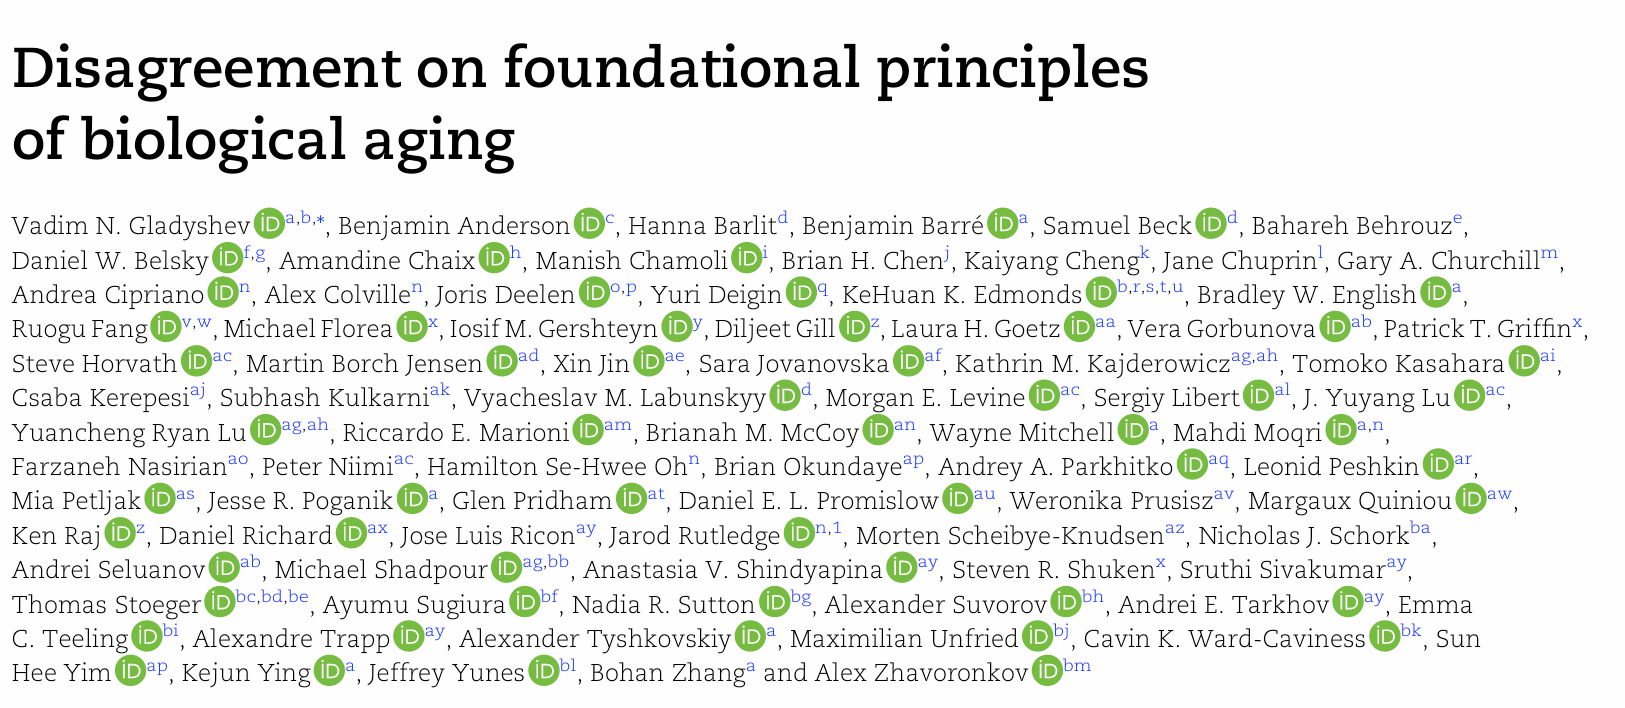 Disagreement on foundational principles
of biological aging
Vadim N. Gladyshev iD a,b,*, Benjamin Anderson iD c, Hanna Barlit d, Benjamin Barré iD a, Samuel Beck iD d, Bahareh Behrouz e,
Daniel W. Belsky iD f,g, Amandine Chaix iD h, Manish Chamoli iD i, Brian H. Chen j, Kaiyang Cheng k, Jane Chuprin l, Gary A. Churchill m,
Andrea Cipriano iD n, Alex Colville n, Joris Deelen iD o,p, Yuri Deigin iD q, KeHuan K. Edmonds iD b,r,s,t,u, Bradley W. English iD a,
Ruogu Fang iD v,w, Michael Florea iD x, Iosif M. Gershteyn iD y, Diljeet Gill iD z, Laura H. Goetz iD aa, Vera Gorbunova iD ab, Patrick T. Griffin x,
Steve Horvath iD ac, Martin Borch Jensen iD ad, Xin Jin iD ae, Sara Jovanovska iD af, Kathrin M. Kajderowicz ag,ah, Tomoko Kasahara iD ai,
Csaba Kerepesi aj, Subhash Kulkarni ak, Vyacheslav M. Labunskyy iD d, Morgan E. Levine iD ac, Sergiy Libert iD al, J. Yuyang Lu iD ac,
Yuancheng Ryan Lu iD ag,ah, Riccardo E. Marioni iD am, Brianah M. McCoy iD an, Wayne Mitchell iD a, Mahdi Moqri iD a,n,
Farzaneh Nasirian ao, Peter Niimi ac, Hamilton Se-Hwee Oh n, Brian Okundaye ap, Andrey A. Parkhitko iD aq, Leonid Peshkin iD ar,
Mia Petljak iD as, Jesse R. Poganik iD a, Glen Pridham iD at, Daniel E. L. Promislow iD au, Weronika Prusisz av, Margaux Quiniou iD aw,
Ken Raj iD z, Daniel Richard iD ax, Jose Luis Ricon ay, Jarod Rutledge iD n,1, Morten Scheibye-Knudsen az, Nicholas J. Schork ba,
Andrei Seluanov iD ab, Michael Shadpour iD ag,bb, Anastasia V. Shindyapina iD ay, Steven R. Shuken x, Sruthi Sivakumar ay,
Thomas Stoeger iD bc,bd,be, Ayumu Sugiura iD bf, Nadia R. Sutton iD bg, Alexander Suvorov iD bh, Andrei E. Tarkhov iD ay, Emma
C. Teeling iD bi, Alexandre Trapp iD ay, Alexander Tyshkovskiy iD a, Maximilian Unfried iD bj, Cavin K. Ward-Caviness iD bk, Sun
Hee Yim iD ap, Kejun Ying iD a, Jeffrey Yunes iD bl, Bohan Zhang a and Alex Zhavoronkov iD bm